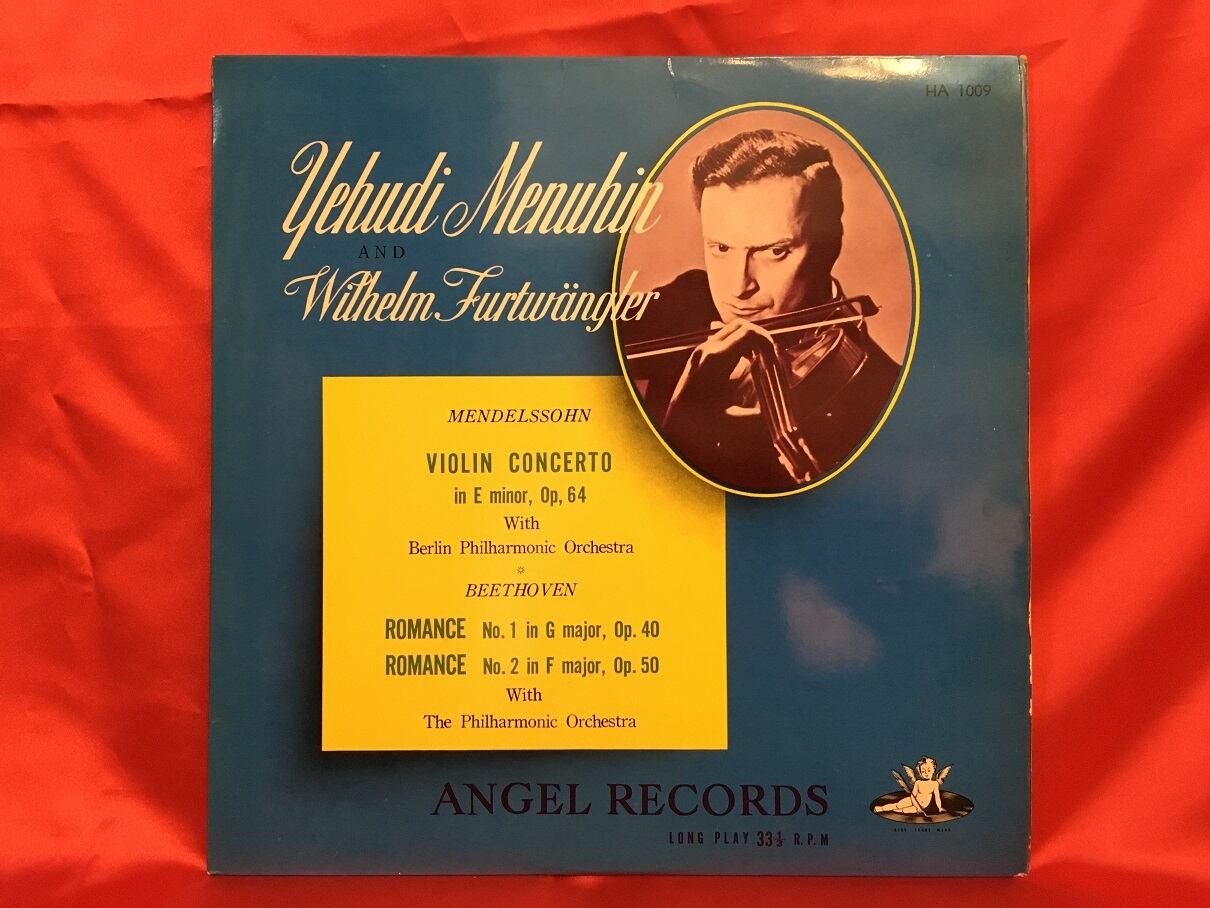 HA 1009
Yehudi Menuhin
AND
Wilhelm Furtwängler
MENDELSSOHN
VIOLIN CONCERTO
in E minor, Op, 64
With
Berlin Philharmonic Orchestra
BEETHOVEN
ROMANCE No. 1 in G major, Op. 40
ROMANCE No. 2 in F major, Op. 50
With
The Philharmonic Orchestra
ANGEL RECORDS
LONG PLAY 33⅓ R.P.M